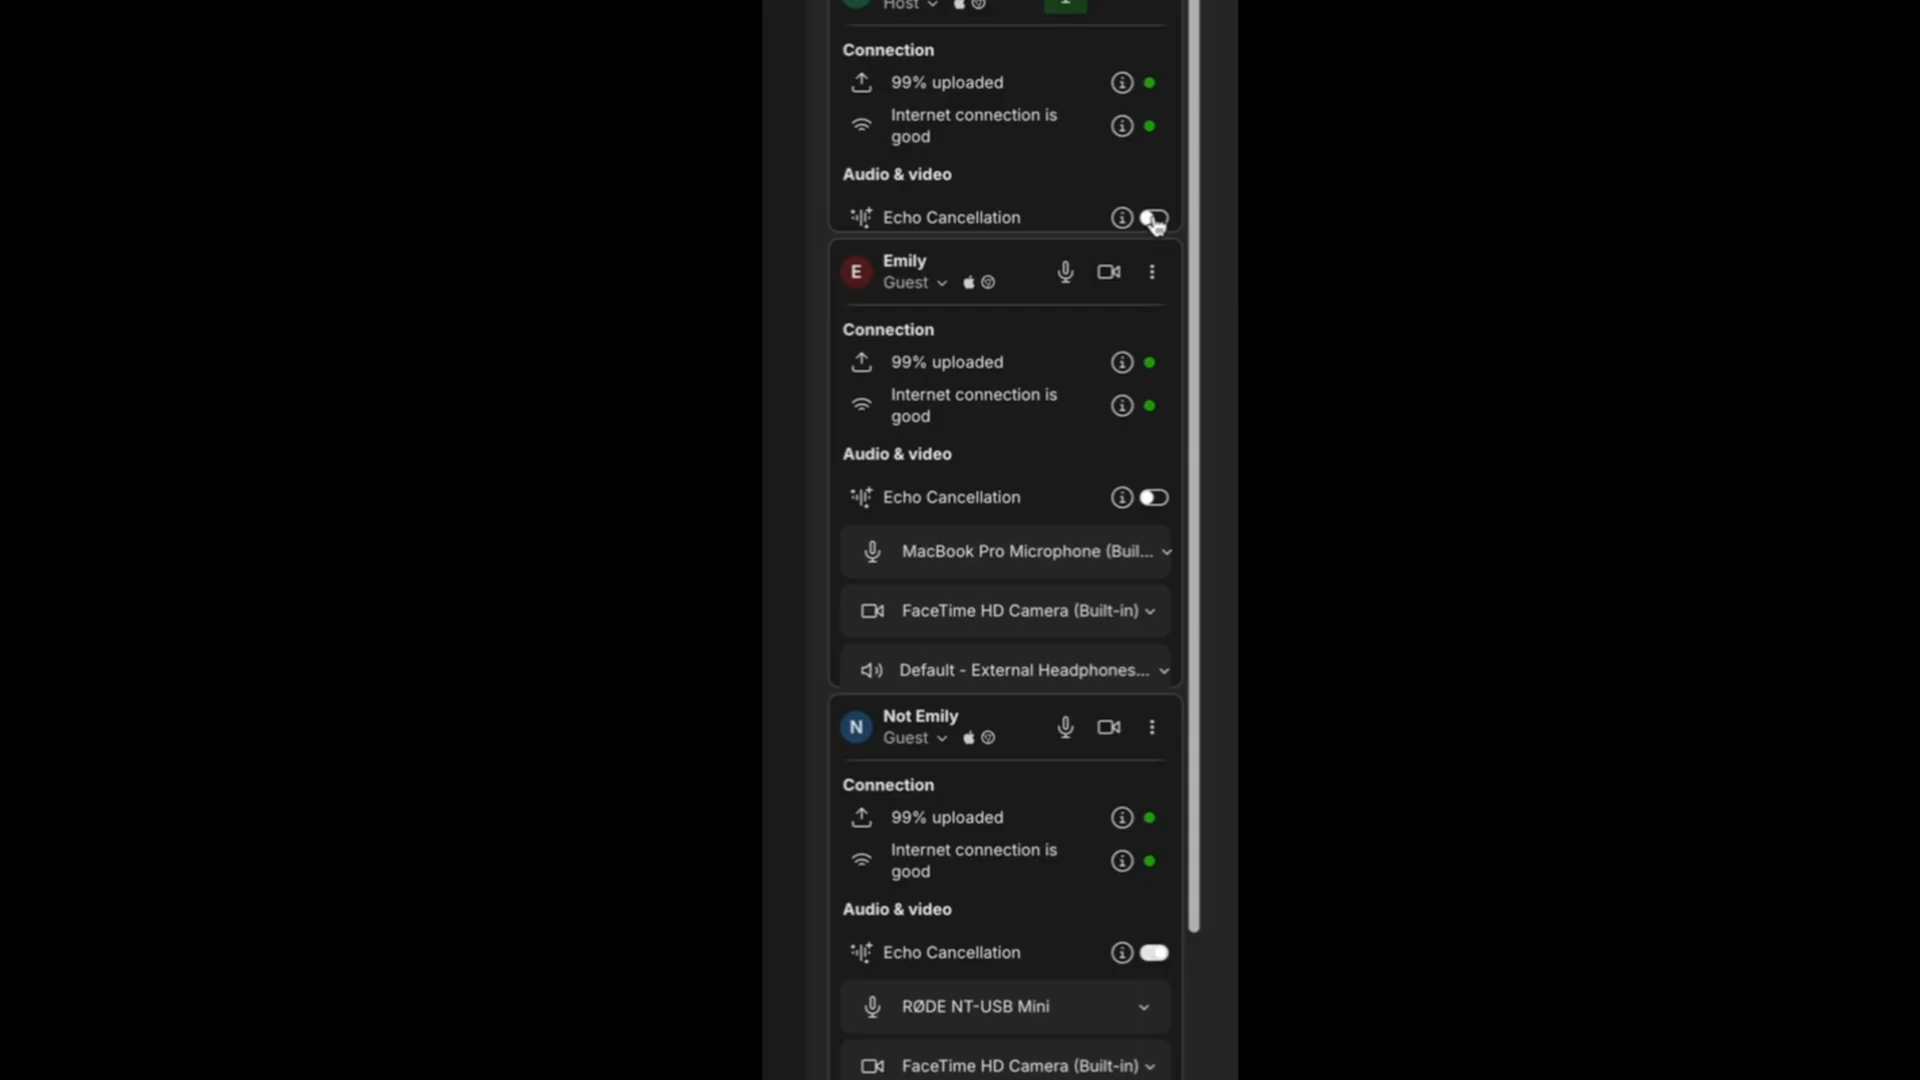 Host
Connection
99% uploaded
Internet connection is
good
Audio & video
Echo Cancellation
E
Emily
Guest
Connection
99% uploaded
Internet connection is
good
Audio & video
Echo Cancellation
MacBook Pro Microphone (Buil...
FaceTime HD Camera (Built-in)
Default - External Headphones...
N
Not Emily
Guest
Connection
99% uploaded
Internet connection is
good
Audio & video
Echo Cancellation
RØDE NT-USB Mini
FaceTime HD Camera (Built-in)